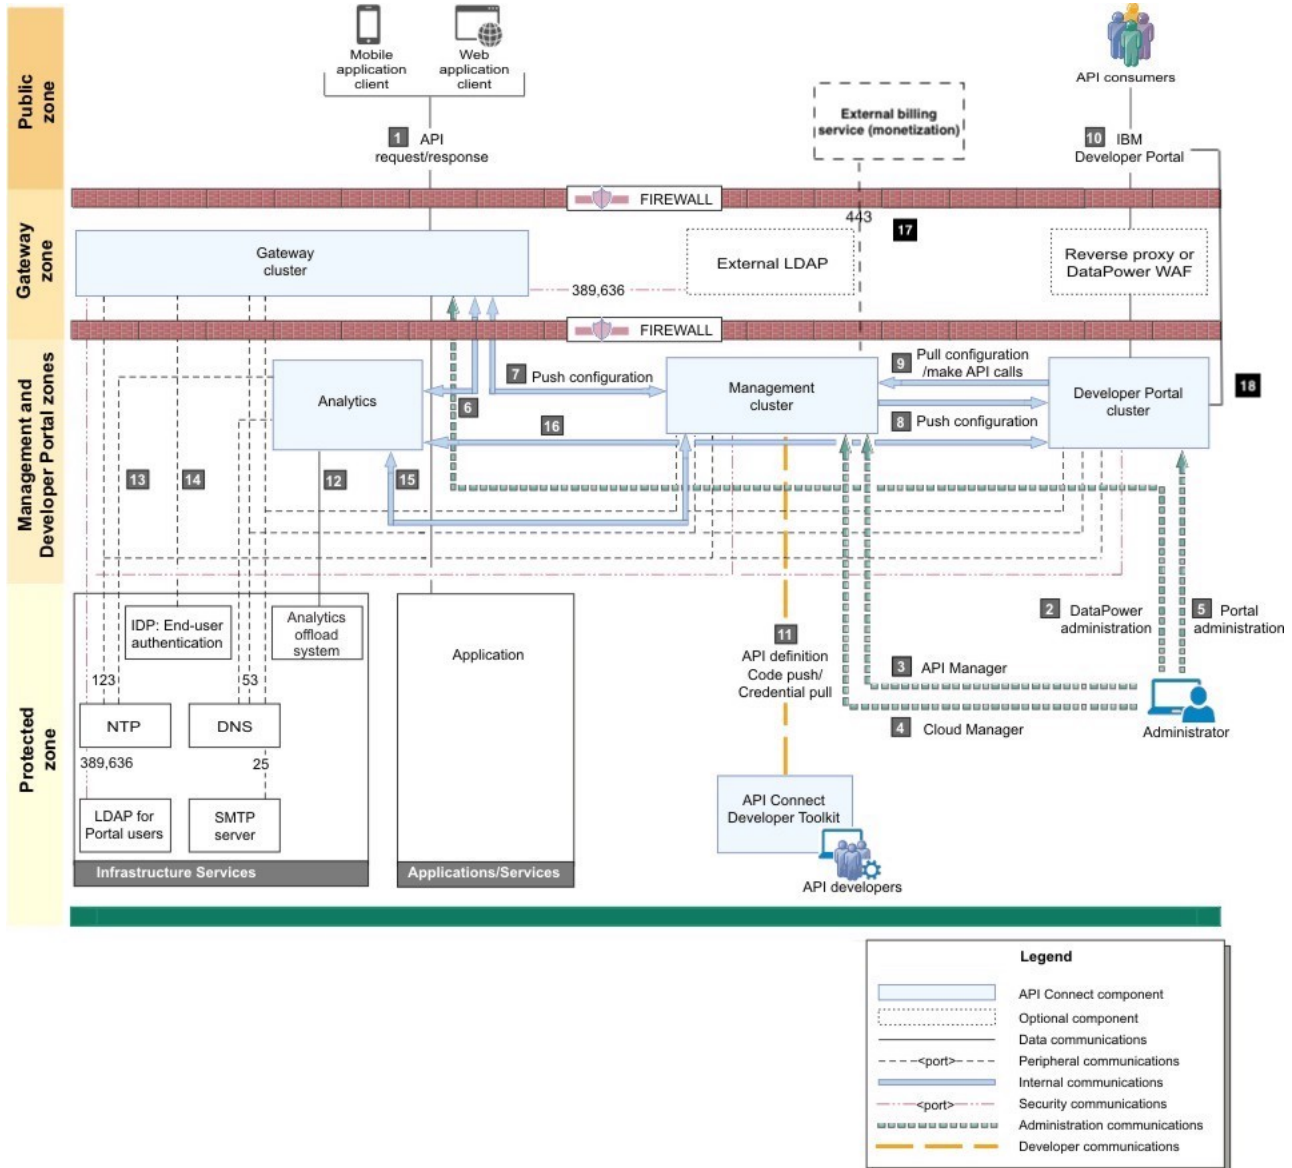 Public
zone
Mobile
application
client
Web
application
client
API consumers
External billing
service (monetization)
1 API
request/response
10 IBM
Developer Portal
FIREWALL
443
17
Gateway
zone
Gateway
cluster
External LDAP
Reverse proxy or
DataPower WAF
389,636
FIREWALL
Management and
Developer Portal zones
Analytics
7 Push configuration
Management
cluster
9 Pull configuration
/make API calls
Developer Portal
cluster
18
6
16
8 Push configuration
13
14
12
15
Protected
zone
IDP: End-user
authentication
Analytics
offload
system
Application
11
API definition
Code push/
Credential pull
2 DataPower
administration
5 Portal
administration
3 API Manager
4 Cloud Manager
Administrator
123
53
NTP
DNS
389,636
25
LDAP for
Portal users
SMTP
server
API Connect
Developer Toolkit
API developers
Infrastructure Services
Applications/Services
Legend
API Connect component
Optional component
Data communications
<port> Peripheral communications
Internal communications
<port> Security communications
Administration communications
Developer communications